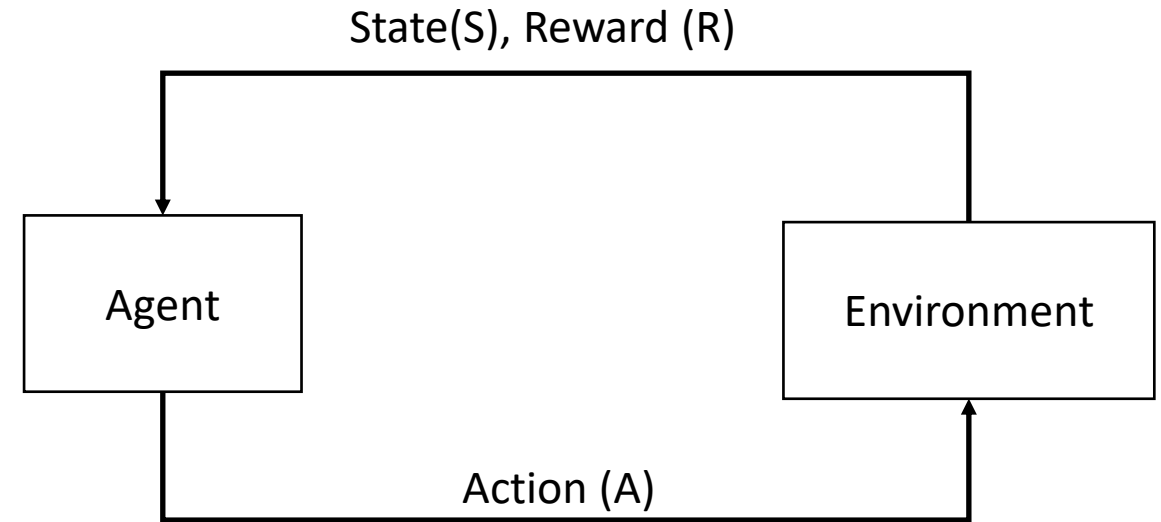 State(S), Reward (R)
Agent
Environment
Action (A)